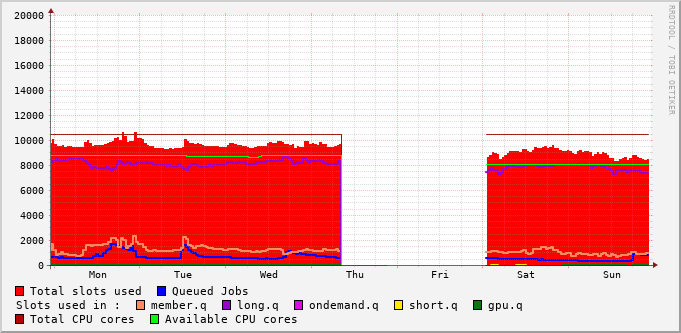 20000
18000
16000
14000
12000
10000
8000
6000
4000
2000
0
Mon Tue Wed Thu Fri Sat Sun
RRDTOOL / TOBI OETIKER
Total slots used Queued Jobs
Slots used in : member.q long.q ondemand.q short.q gpu.q
Total CPU cores Available CPU cores